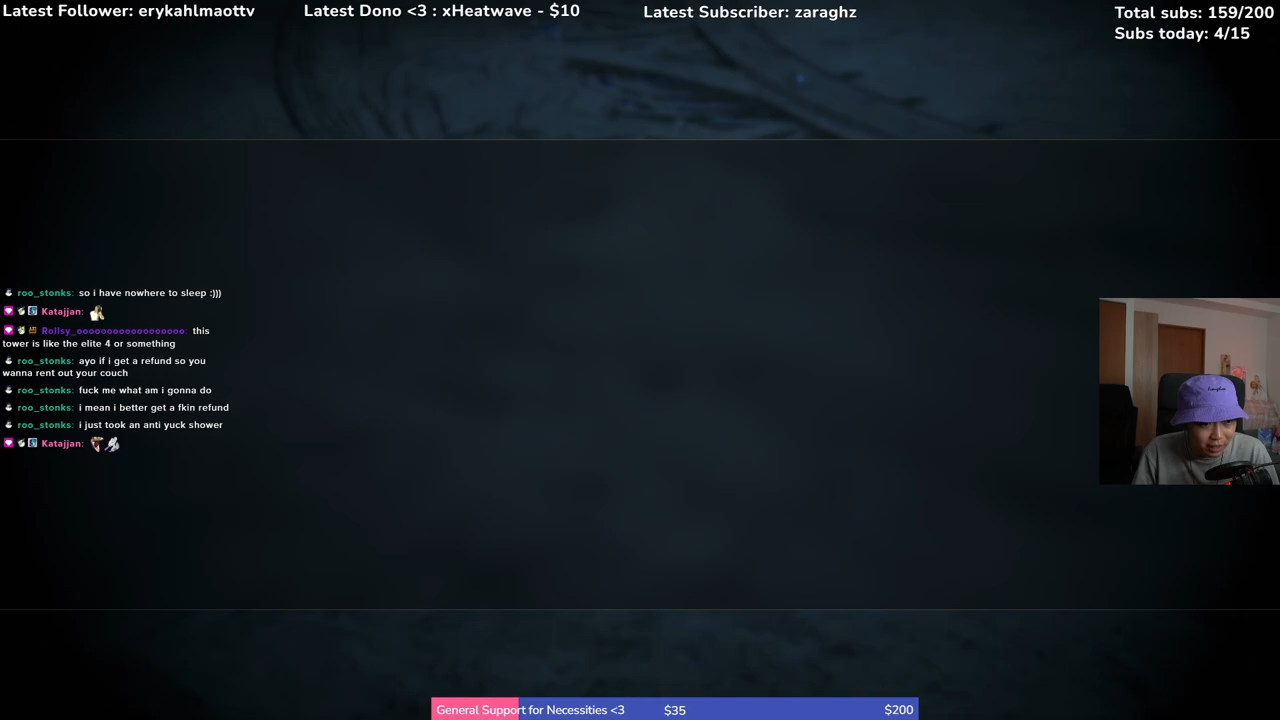 Latest Follower: erykahlmaottv
Latest Dono <3 : xHeatwave - $10
Latest Subscriber: zaraghz
Total subs: 159/200
Subs today: 4/15
roo_stonks: so i have nowhere to sleep :)))
Katajjan:
Rollsy_oooooooooooooooooo: this
tower is like the elite 4 or something
roo_stonks: ayo if i get a refund so you
wanna rent out your couch
roo_stonks: fuck me what am i gonna do
roo_stonks: i mean i better get a fkin refund
roo_stonks: i just took an anti yuck shower
Katajjan:
General Support for Necessities <3
$35
$200